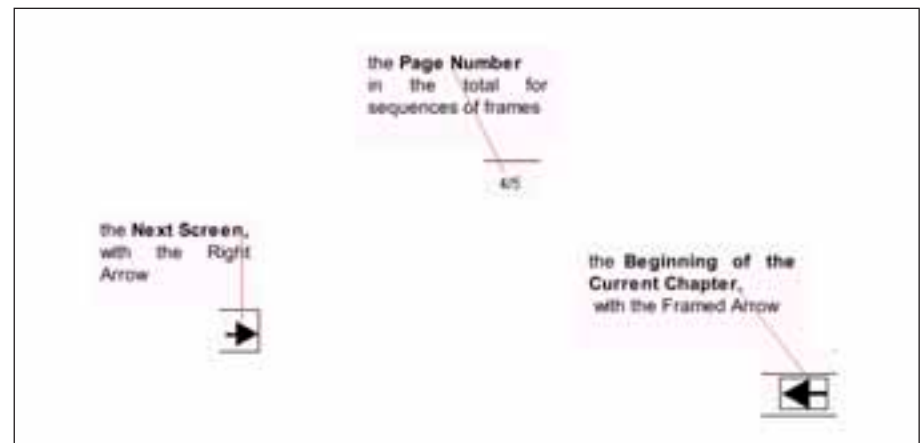 the Page Number
in the total for
sequences of frames
4/5
the Next Screen,
with the Right
Arrow
the Beginning of the
Current Chapter,
with the Framed Arrow